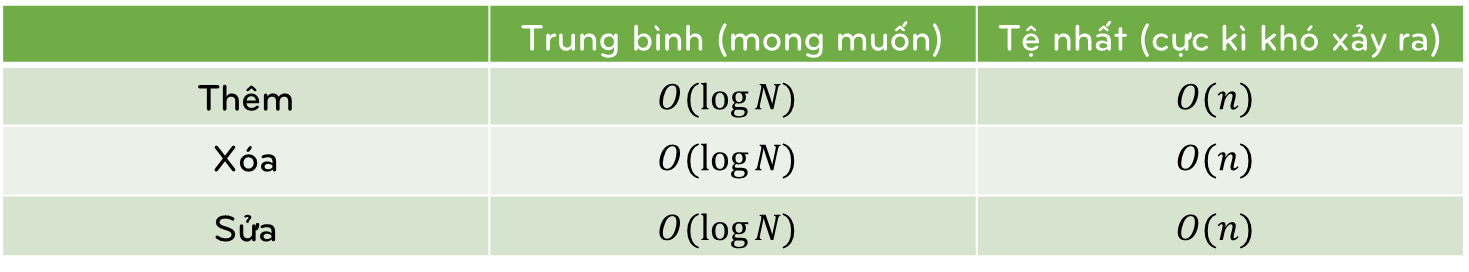 Trung bình (mong muốn) Tệ nhất (cực kì khó xảy ra)
Thêm O(log N) O(n)
Xóa O(log N) O(n)
Sửa O(log N) O(n)